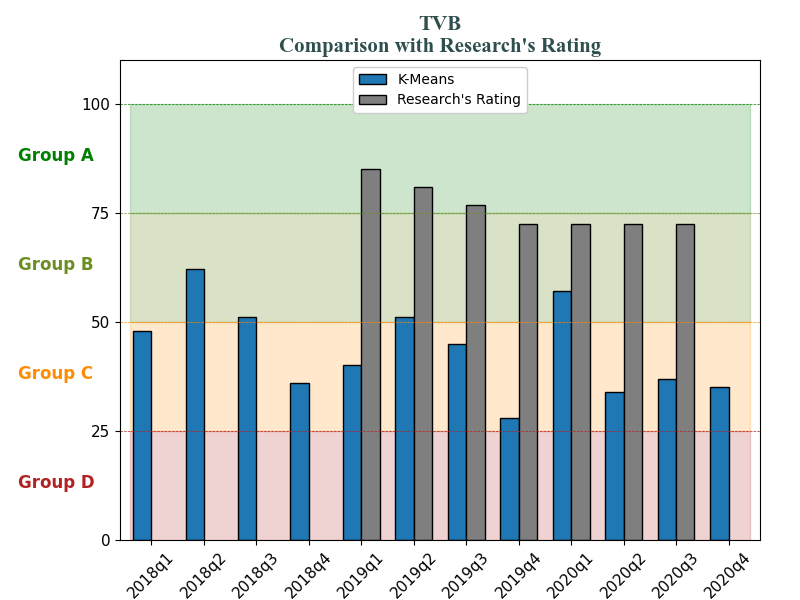 TVB
Comparison with Research's Rating
K-Means
Research's Rating
100
Group A
75
Group B
50
Group C
25
Group D
0
2018q1
2018q2
2018q3
2018q4
2019q1
2019q2
2019q3
2019q4
2020q1
2020q2
2020q3
2020q4